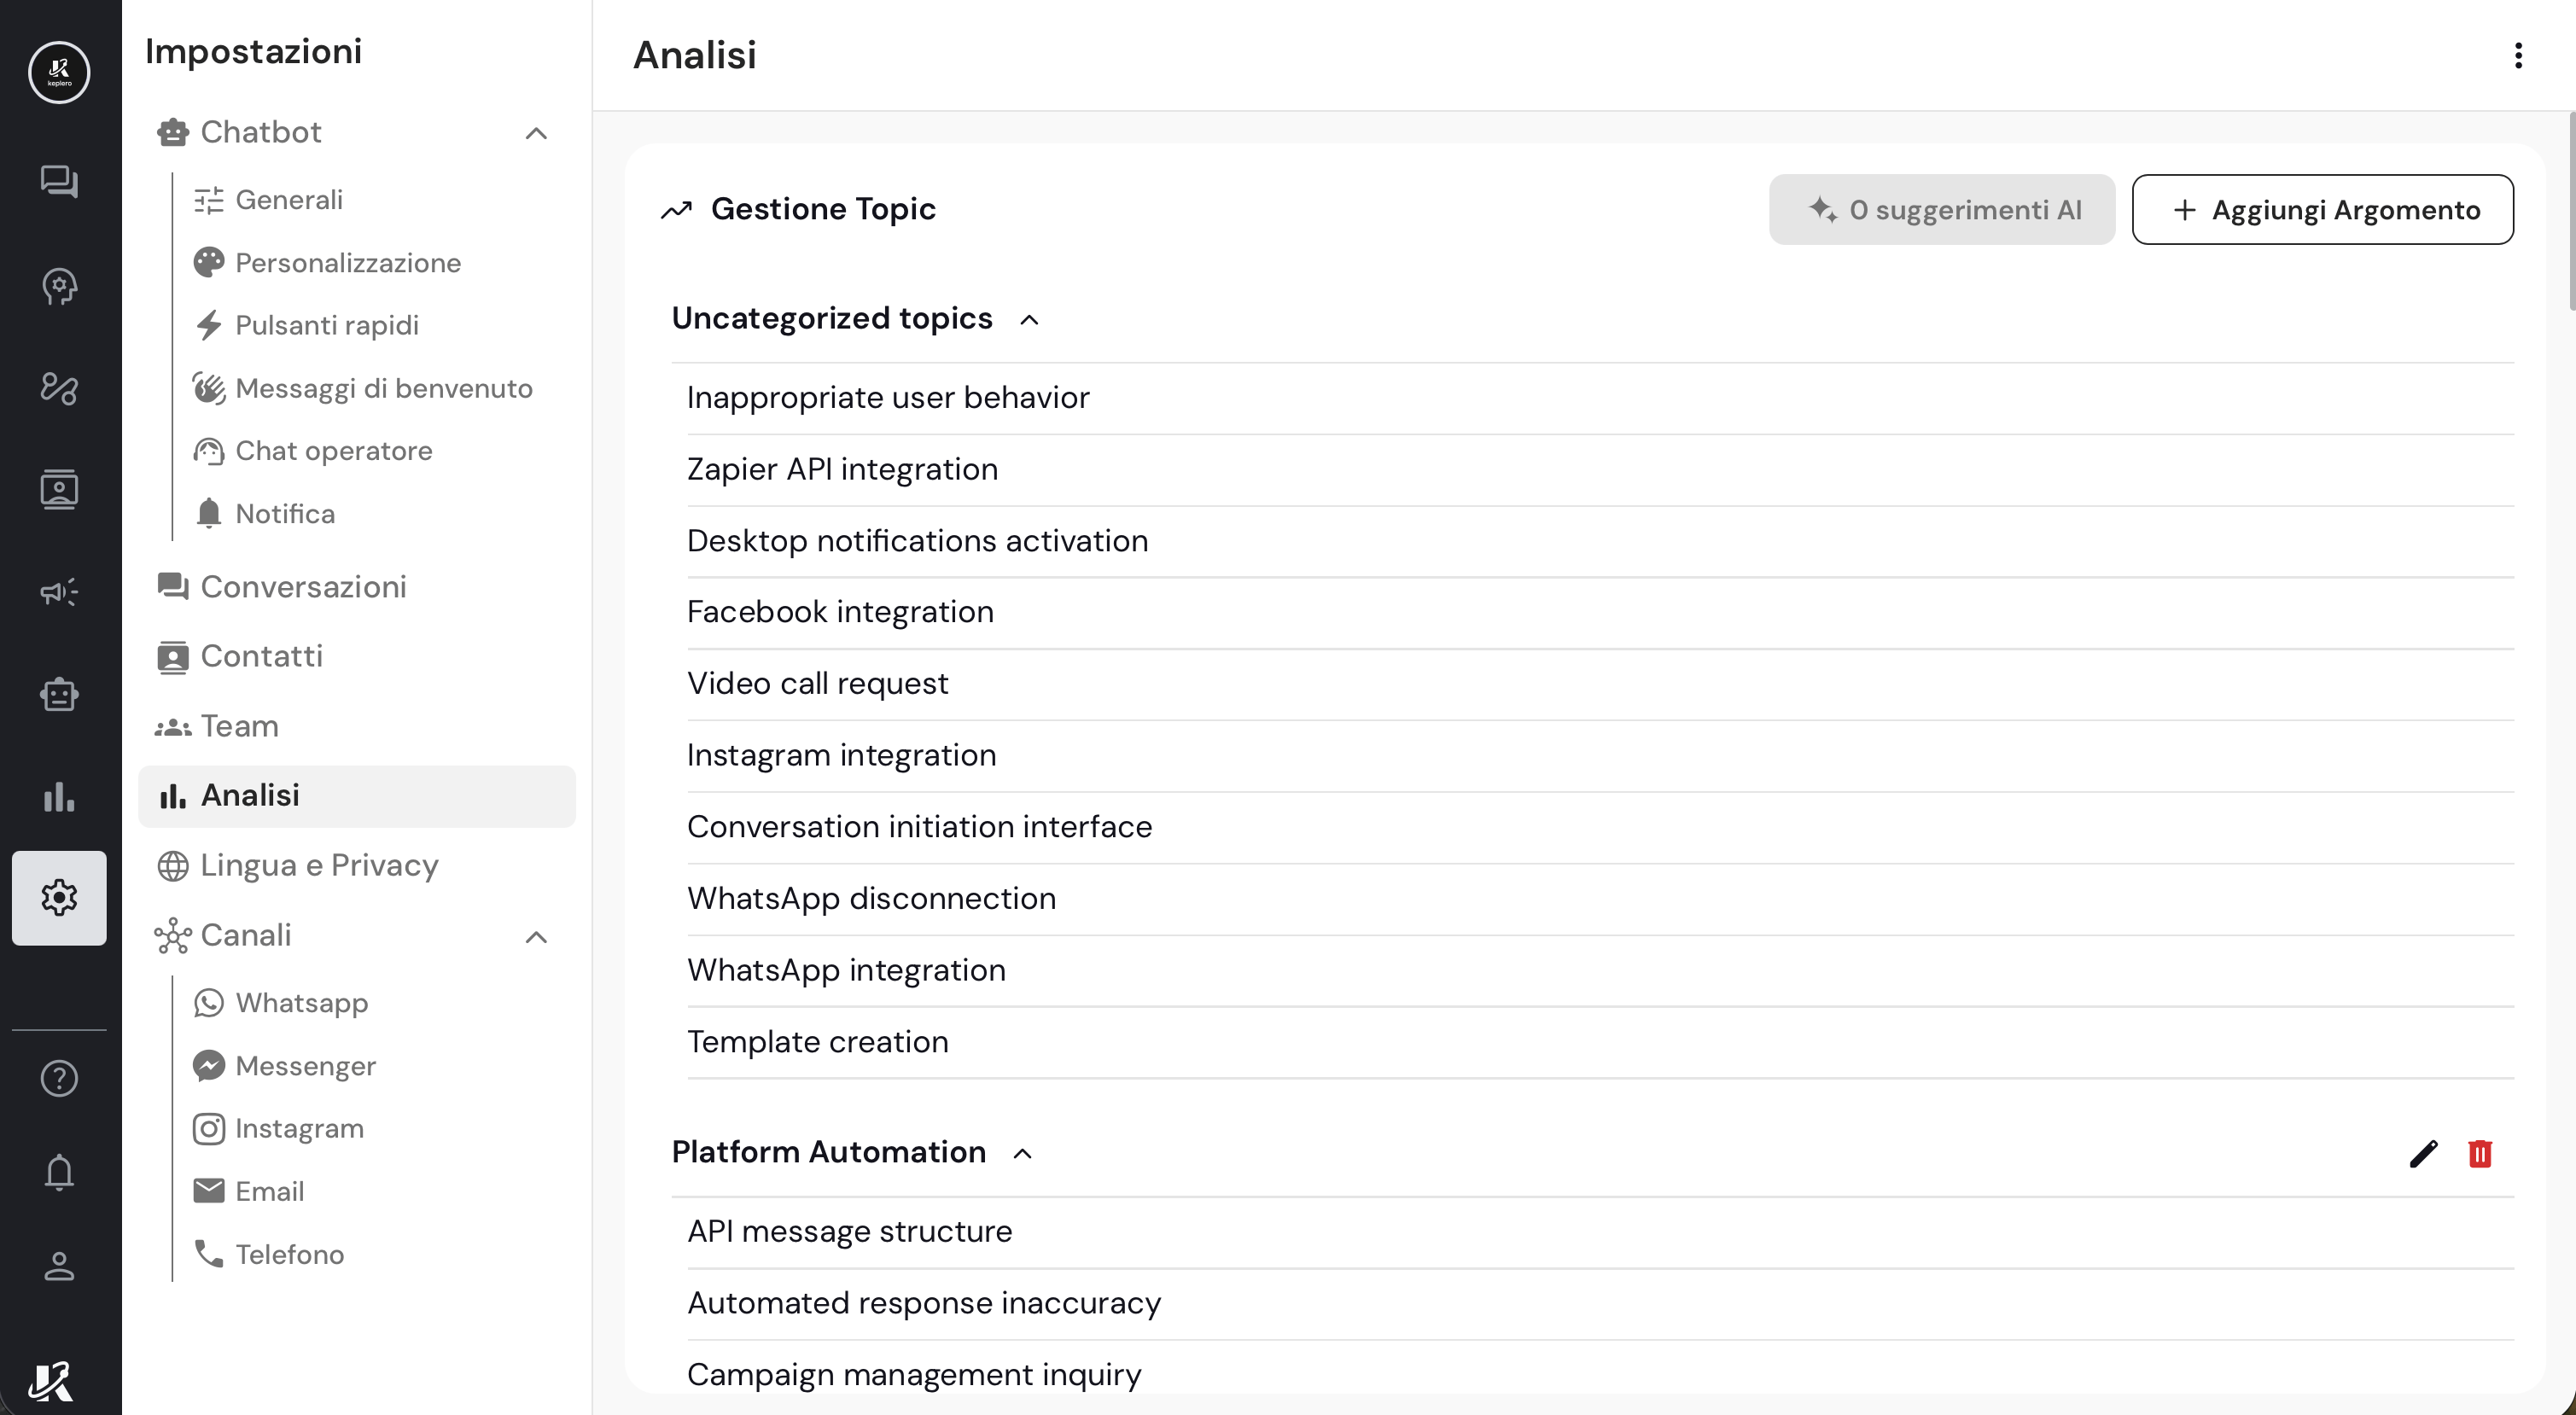 kepiero
Impostazioni
Chatbot
Generali
Personalizzazione
Pulsanti rapidi
Messaggi di benvenuto
Chat operatore
Notifica
Conversazioni
Contatti
Team
Analisi
Lingua e Privacy
Canali
Whatsapp
Messenger
Instagram
Email
Telefono
Analisi
Gestione Topic
0 suggerimenti AI
+ Aggiungi Argomento
Uncategorized topics
Inappropriate user behavior
Zapier API integration
Desktop notifications activation
Facebook integration
Video call request
Instagram integration
Conversation initiation interface
WhatsApp disconnection
WhatsApp integration
Template creation
Platform Automation
API message structure
Automated response inaccuracy
Campaign management inquiry